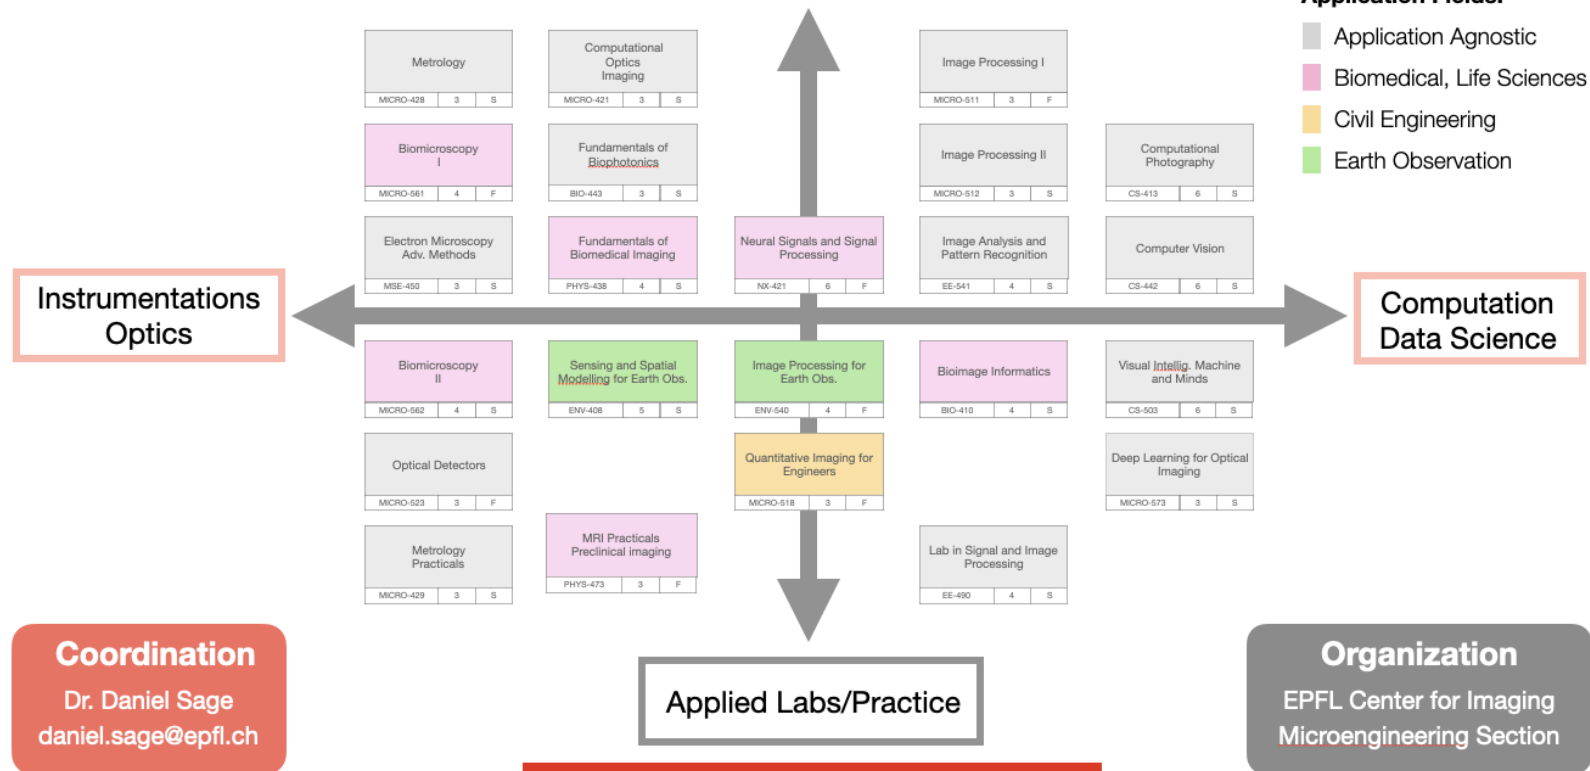 Application Fields:
Application Agnostic
Biomedical, Life Sciences
Civil Engineering
Earth Observation
Metrology
MICRO-428 3 S
Computational
Optics
Imaging
MICRO-421 3 S
Image Processing I
MICRO-511 3 F
Biomicroscopy
I
MICRO-561 4 F
Fundamentals of
Biophotonics
BIO-443 3 S
Image Processing II
MICRO-512 3 S
Computational
Photography
CS-413 6 S
Electron Microscopy
Adv. Methods
MSE-450 3 S
Fundamentals of
Biomedical Imaging
PHYS-438 4 S
Neural Signals and Signal
Processing
NX-421 6 F
Image Analysis and
Pattern Recognition
EE-541 4 S
Computer Vision
CS-442 6 S
Instrumentations
Optics
Computation
Data Science
Biomicroscopy
II
MICRO-562 4 S
Sensing and Spatial
Modelling for Earth Obs.
ENV-408 5 S
Image Processing for
Earth Obs.
ENV-540 4 F
Bioimage Informatics
BIO-410 4 S
Visual Intellig. Machine
and Minds
CS-503 6 S
Optical Detectors
MICRO-523 3 F
Quantitative Imaging for
Engineers
MICRO-518 3 F
Deep Learning for Optical
Imaging
MICRO-573 3 S
Metrology
Practicals
MICRO-429 3 S
MRI Practicals
Preclinical imaging
PHYS-473 3 F
Lab in Signal and Image
Processing
EE-490 4 S
Coordination
Dr. Daniel Sage
daniel.sage@epfl.ch
Applied Labs/Practice
Organization
EPFL Center for Imaging
Microengineering Section